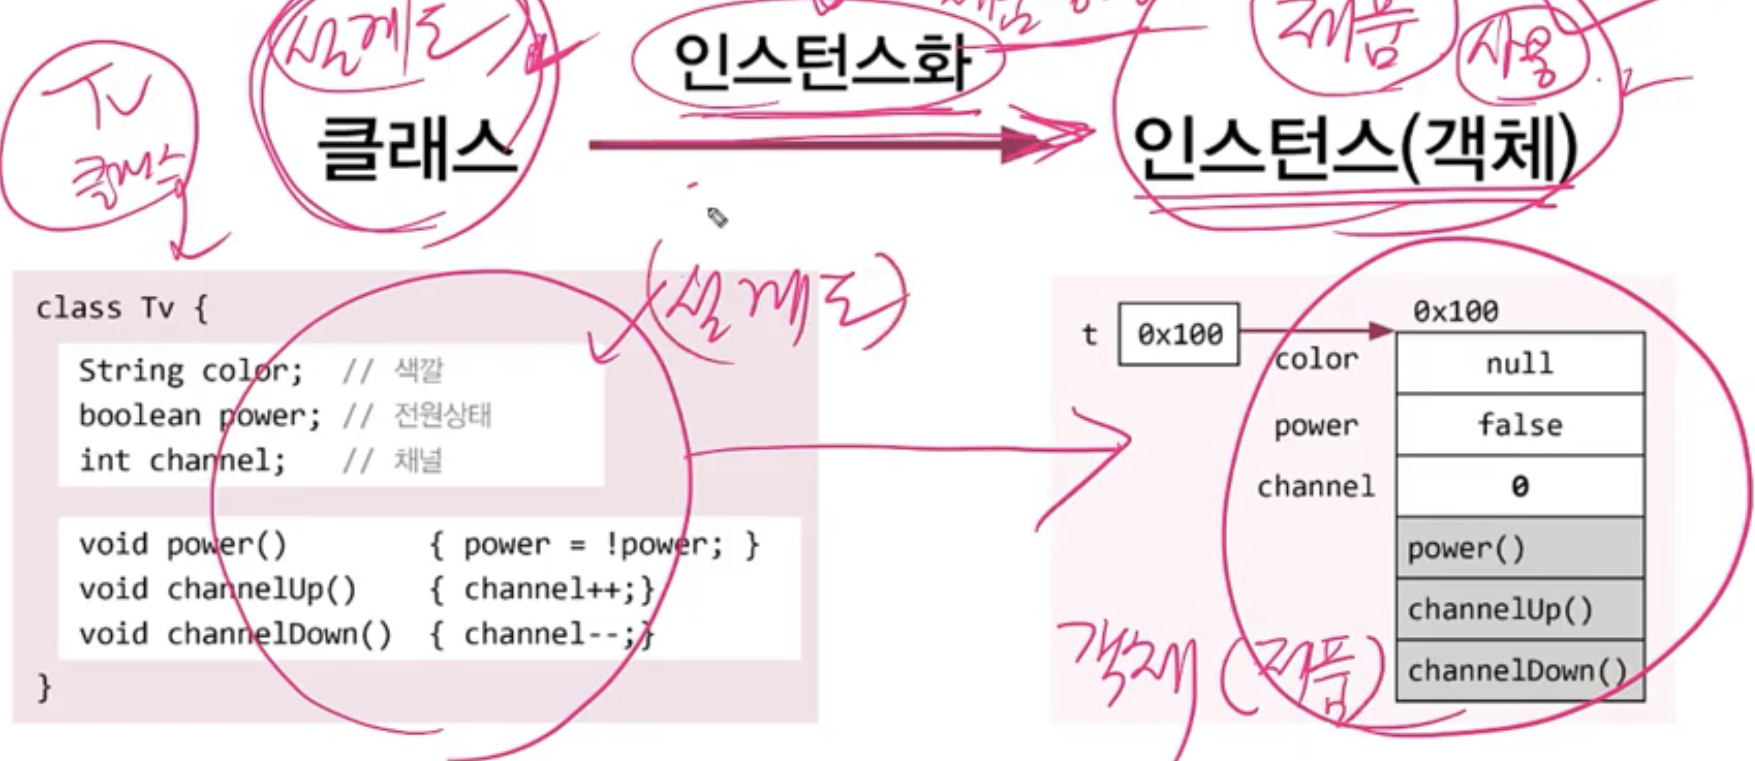 설계도
제품
사용
Tv
클래스
인스턴스화
클래스
인스턴스(객체)
(설계도)
class Tv {
String color; // 색깔
boolean power; // 전원상태
int channel; // 채널
void power() { power = !power; }
void channelUp() { channel++;}
void channelDown() { channel--;}
}
0x100
t 0x100
color null
power false
channel 0
power()
channelUp()
channelDown()
객체 (제품)